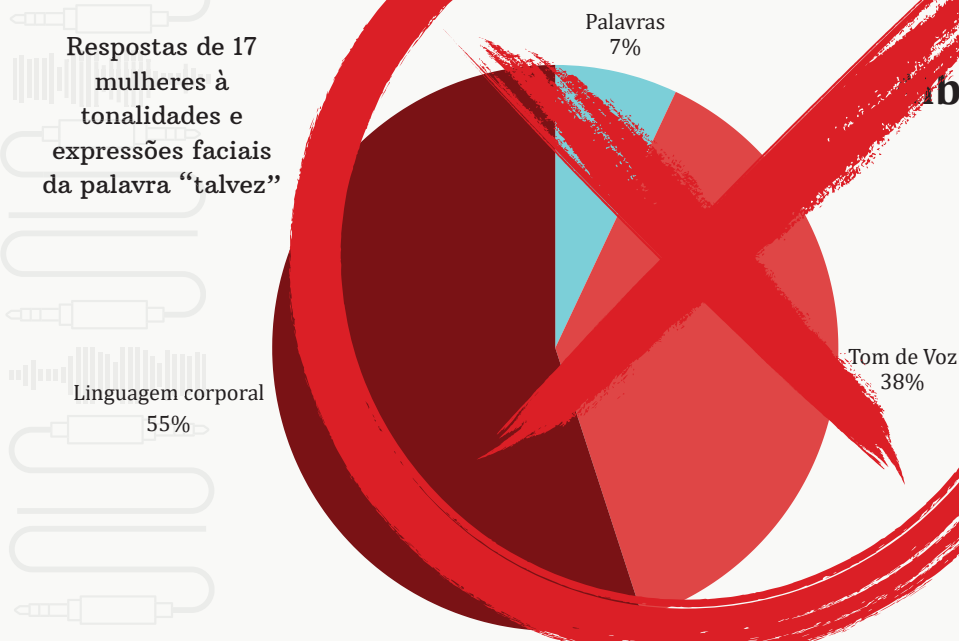 Respostas de 17
mulheres à
tonalidades e
expressões faciais
da palavra “talvez”
Palavras
7%
Tom de Voz
38%
Linguagem corporal
55%